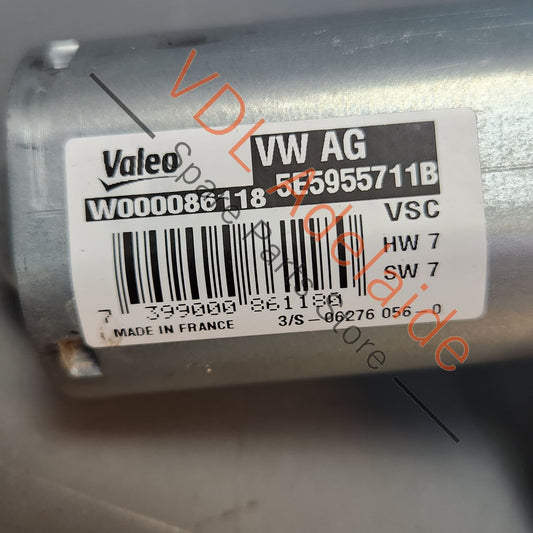 Valeo
VW AG
W000086118
5E5955711B
VSC
HW 7
SW 7
7 399000 861180
MADE IN FRANCE
3/S - 06276 056 - 0
VDL Adelaide
Spare Parts Store